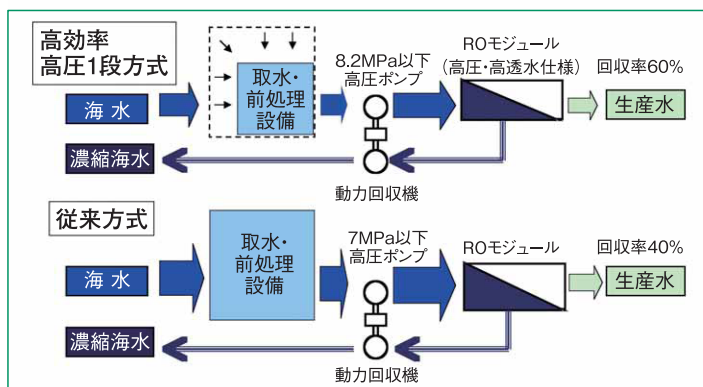 高効率
高圧1段方式
海 水
取水・
前処理
設備
8.2MPa以下
高圧ポンプ
ROモジュール
(高圧・高透水仕様)
回収率60%
生産水
濃縮海水
動力回収機
従来方式
海 水
取水・
前処理
設備
7MPa以下
高圧ポンプ
ROモジュール
回収率40%
生産水
濃縮海水
動力回収機